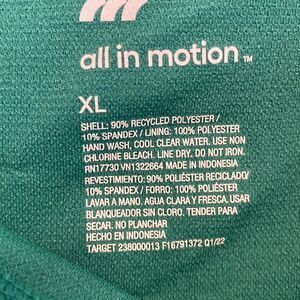 all in motion™
XL
SHELL: 90% RECYCLED POLYESTER /
10% SPANDEX / LINING: 100% POLYESTER
HAND WASH, COOL CLEAR WATER. USE NON
CHLORINE BLEACH. LINE DRY. DO NOT IRON.
RN17730 VN1322664 MADE IN INDONESIA
REVESTIMIENTO: 90% POLIÉSTER RECICLADO/
10% SPANDEX / FORRO: 100% POLIÉSTER
LAVAR A MANO. AGUA CLARA Y FRESCA. USAR
BLANQUEADOR SIN CLORO. TENDER PARA
SECAR. NO PLANCHAR
HECHO EN INDONESIA
TARGET 238000013 F16791372 Q1/22